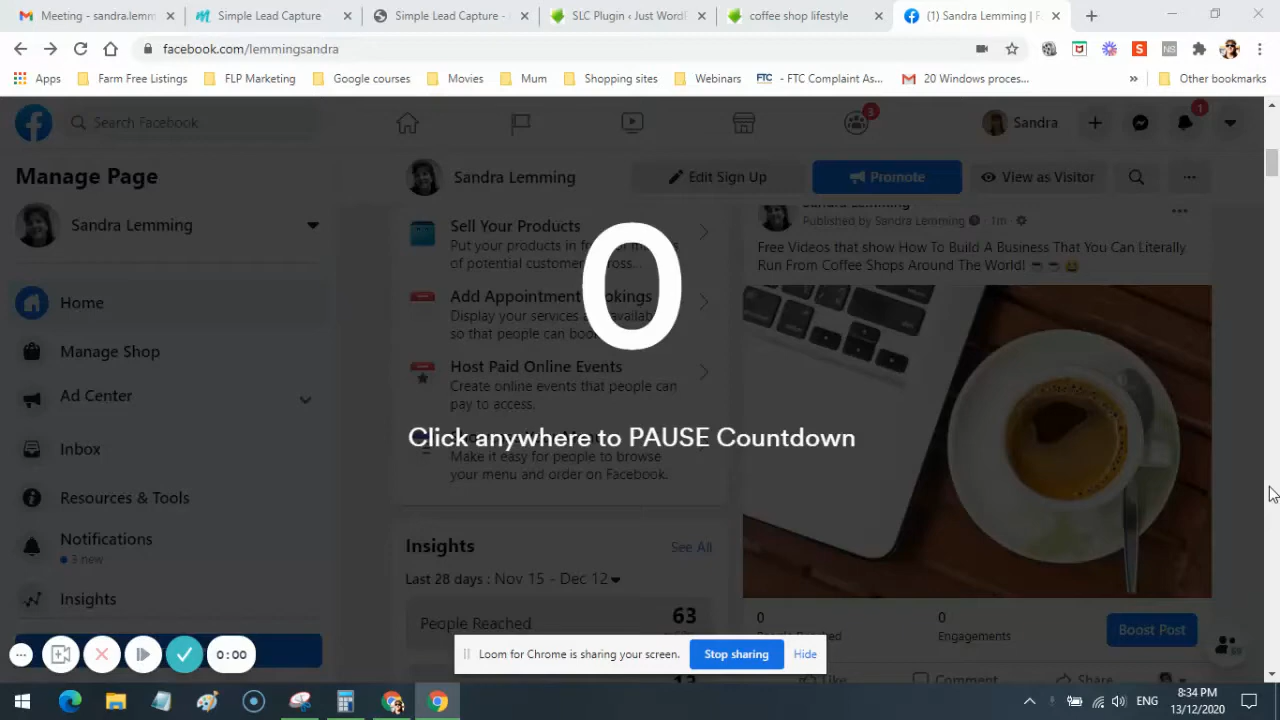 Meeting - sandra.lemm
Simple Lead Capture
Simple Lead Capture -
SLC Plugin ‹ Just WordF
coffee shop lifestyle
(1) Sandra Lemming | F
facebook.com/lemmingsandra
Apps
Farm Free Listings
FLP Marketing
Google courses
Movies
Mum
Shopping sites
Webinars
FTC - FTC Complaint As...
20 Windows proces...
»
Other bookmarks
Search Facebook
3
Sandra
1
Manage Page
Sandra Lemming
Edit Sign Up
Promote
View as Visitor
Sandra Lemming
Home
Manage Shop
Ad Center
Inbox
Resources & Tools
Notifications
3 new
Insights
Sell Your Products
Put your products in
of potential customer
Add Appointment
Display your services
so that people can
Host Paid Online Events
Create online events that people can
pay to access.
Make it easy for people to browse
your menu and order on Facebook.
0
Click anywhere to PAUSE Countdown
Insights
See All
Last 28 days : Nov 15 - Dec 12
People Reached
63
Sandra Lemming
Published by Sandra Lemming · 1m ·
Free Videos that show How To Build A Business That You Can Literally
Run From Coffee Shops Around The World! ☕ ☕ 😄
0
People Reached
0
Engagements
Boost Post
Like
Comment
Share
0:00
Loom for Chrome is sharing your screen.
Stop sharing
Hide
ENG
8:34 PM
13/12/2020